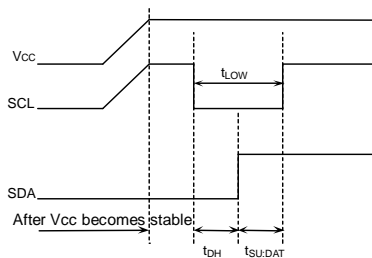 VCC
tLOW
SCL
SDA
After Vcc becomes stable
tDH
tSU:DAT